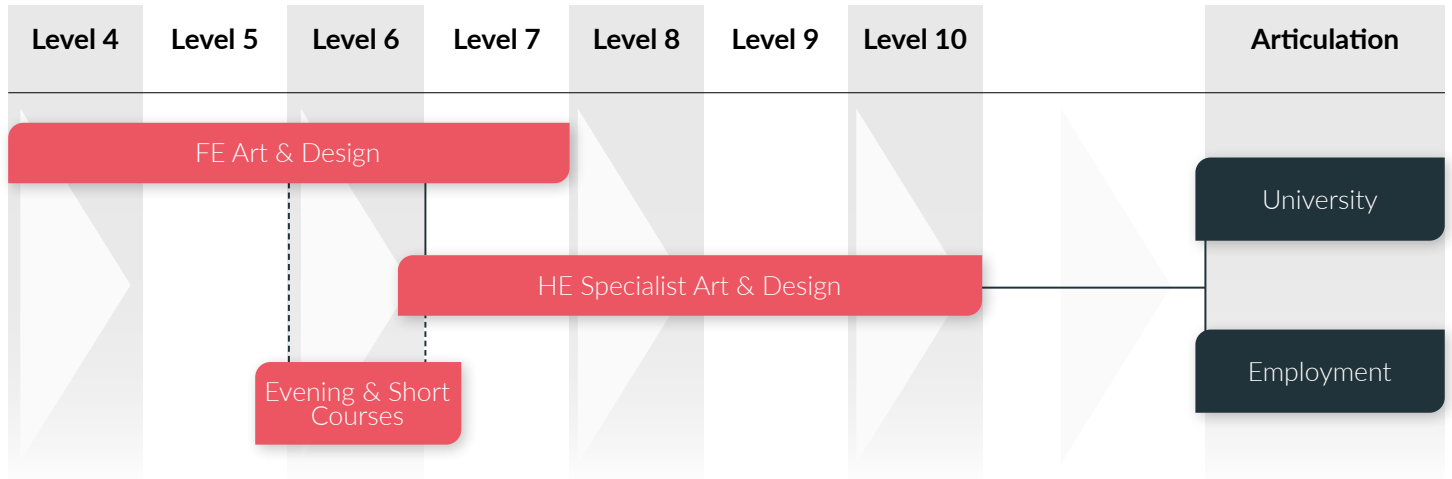 Level 4 Level 5 Level 6 Level 7 Level 8 Level 9 Level 10 Articulation
FE Art & Design
University
HE Specialist Art & Design
Employment
Evening & Short
Courses